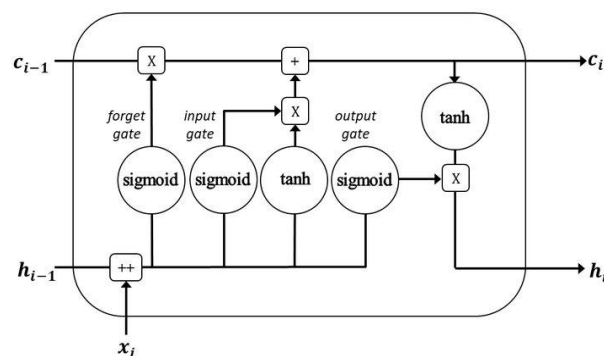 c_{i-1} X + c_i
forget gate input gate X output gate tanh
sigmoid sigmoid tanh sigmoid X
h_{i-1} ++ h_i
x_i